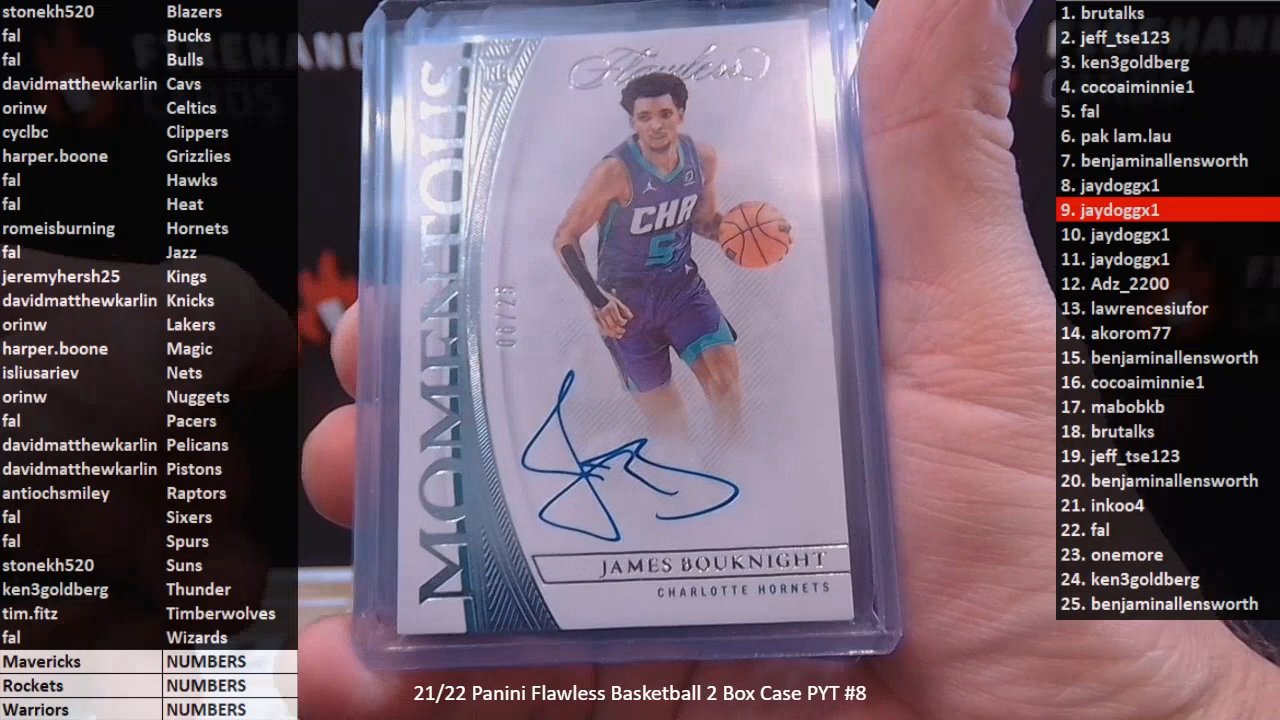 stonekh520 Blazers
fal Bucks
fal Bulls
davidmatthewkarlin Cavs
orinw Celtics
cyclbc Clippers
harper.boone Grizzlies
fal Hawks
fal Heat
romeisburning Hornets
fal Jazz
jeremyhersh25 Kings
davidmatthewkarlin Knicks
orinw Lakers
harper.boone Magic
isliusariev Nets
orinw Nuggets
fal Pacers
davidmatthewkarlin Pelicans
davidmatthewkarlin Pistons
antiochsmiley Raptors
fal Sixers
fal Spurs
stonekh520 Suns
ken3goldberg Thunder
tim.fitz Timberwolves
fal Wizards
Mavericks NUMBERS
Rockets NUMBERS
Warriors NUMBERS
Flawless
MOMENTOUS
CHA
5
JAMES BOUKNIGHT
CHARLOTTE HORNETS
21/22 Panini Flawless Basketball 2 Box Case PYT #8
1. brutalks
2. jeff_tse123
3. ken3goldberg
4. cocoaiminnie1
5. fal
6. pak lam.lau
7. benjaminallensworth
8. jaydoggx1
9. jaydoggx1
10. jaydoggx1
11. jaydoggx1
12. Adz_2200
13. lawrencesiufor
14. akorom77
15. benjaminallensworth
16. cocoaiminnie1
17. mabobkb
18. brutalks
19. jeff_tse123
20. benjaminallensworth
21. inkoo4
22. fal
23. onemore
24. ken3goldberg
25. benjaminallensworth